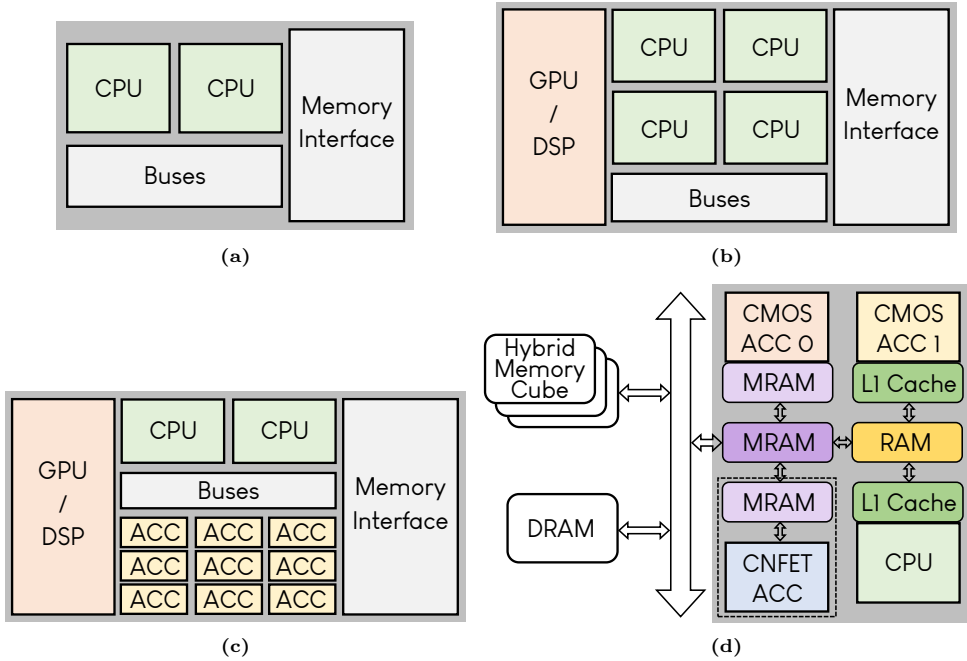 CPU
CPU
Memory
Interface
Buses
(a)
GPU
/
DSP
CPU
CPU
CPU
CPU
Buses
Memory
Interface
(b)
GPU
/
DSP
CPU
CPU
Buses
ACC
ACC
ACC
ACC
ACC
ACC
ACC
ACC
ACC
Memory
Interface
(c)
Hybrid
Memory
Cube
DRAM
CMOS
ACC 0
CMOS
ACC 1
MRAM
L1 Cache
MRAM
RAM
MRAM
L1 Cache
CNFET
ACC
CPU
(d)